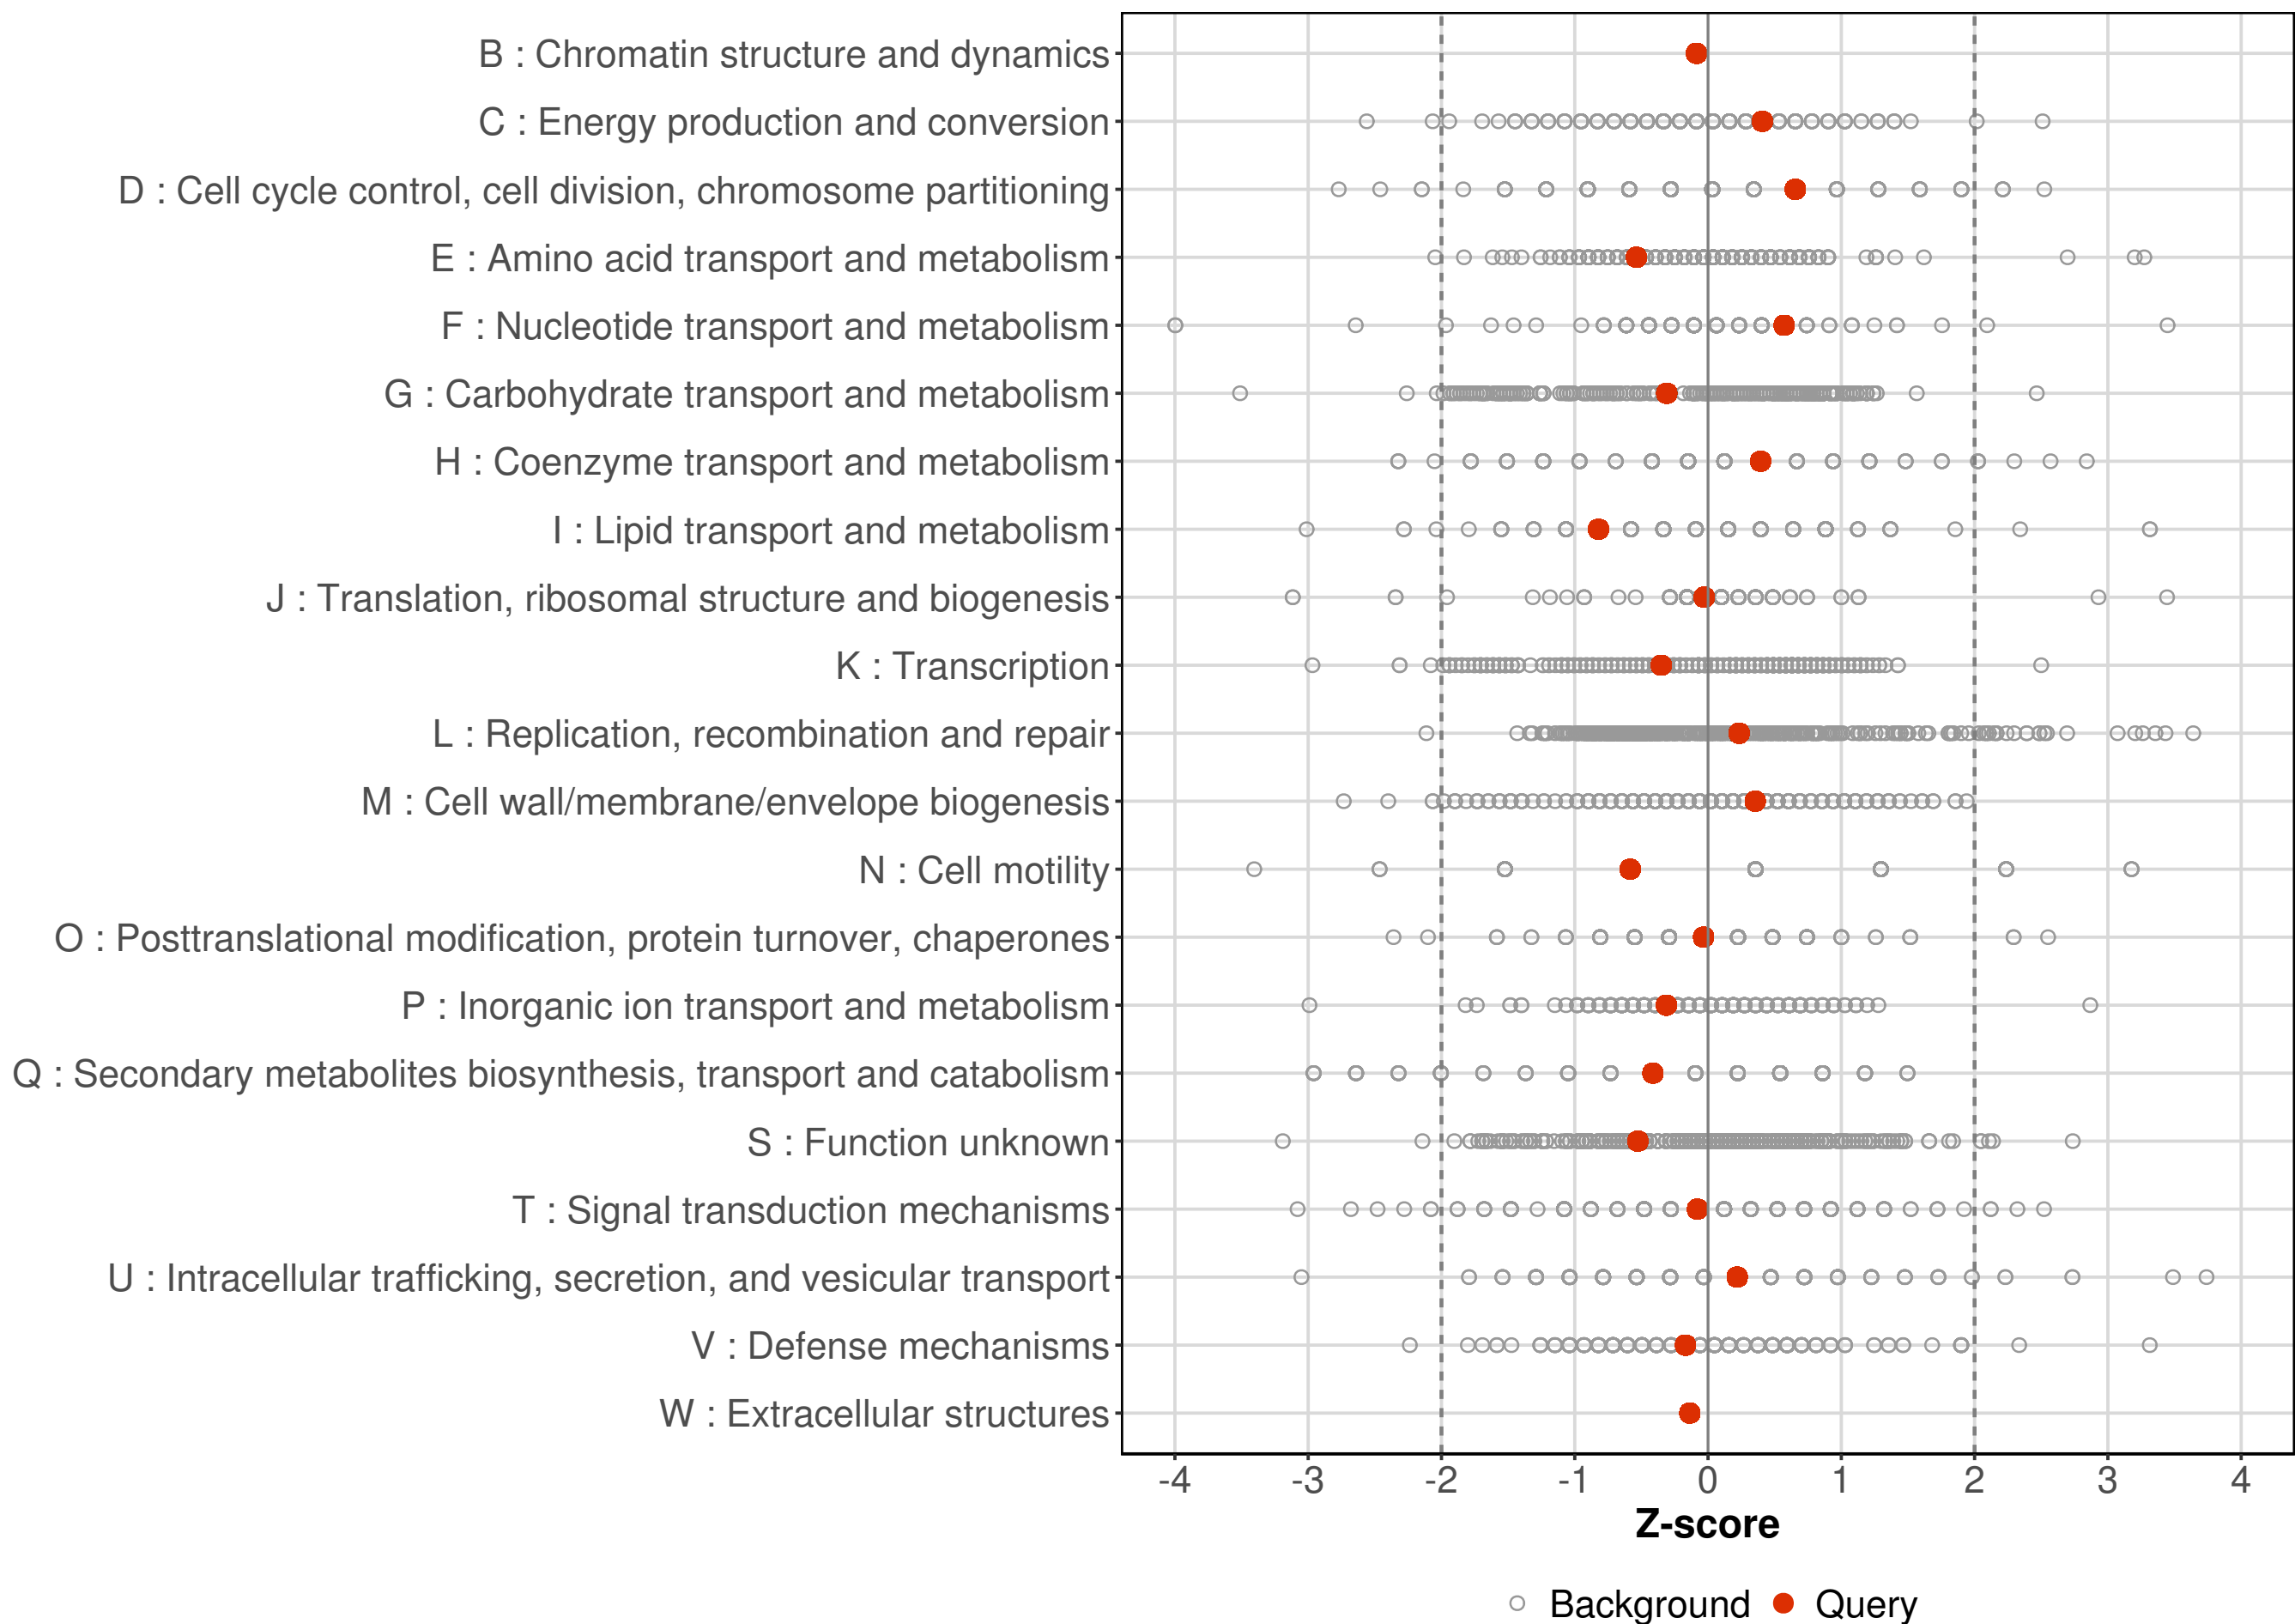 B : Chromatin structure and dynamics
C : Energy production and conversion
D : Cell cycle control, cell division, chromosome partitioning
E : Amino acid transport and metabolism
F : Nucleotide transport and metabolism
G : Carbohydrate transport and metabolism
H : Coenzyme transport and metabolism
I : Lipid transport and metabolism
J : Translation, ribosomal structure and biogenesis
K : Transcription
L : Replication, recombination and repair
M : Cell wall/membrane/envelope biogenesis
N : Cell motility
O : Posttranslational modification, protein turnover, chaperones
P : Inorganic ion transport and metabolism
Q : Secondary metabolites biosynthesis, transport and catabolism
S : Function unknown
T : Signal transduction mechanisms
U : Intracellular trafficking, secretion, and vesicular transport
V : Defense mechanisms
W : Extracellular structures
-4 -3 -2 -1 0 1 2 3 4
Z-score
Background Query